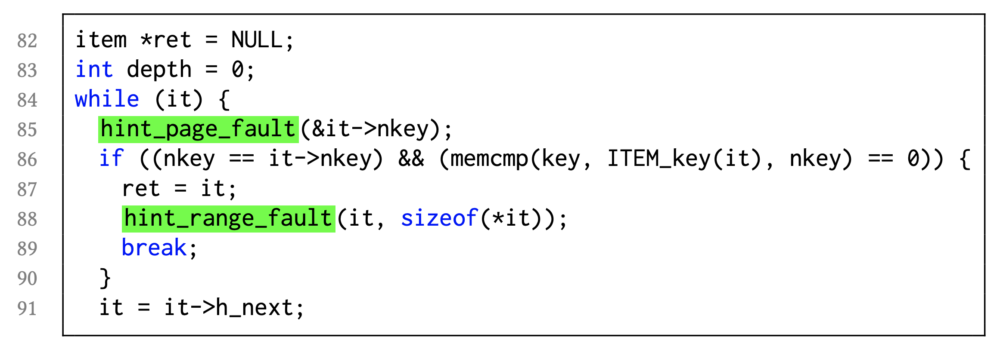 82 item *ret = NULL;
83 int depth = 0;
84 while (it) {
85 hint_page_fault(&it->nkey);
86 if ((nkey == it->nkey) && (memcmp(key, ITEM_key(it), nkey) == 0)) {
87 ret = it;
88 hint_range_fault(it, sizeof(*it));
89 break;
90 }
91 it = it->h_next;